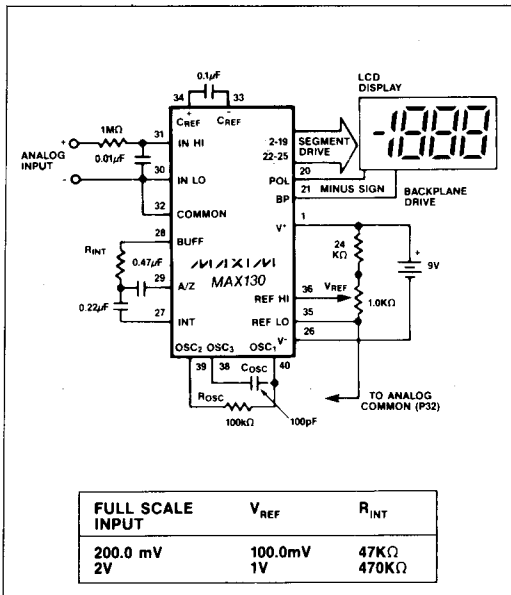 0.1µF
34 33
C+REF C-REF
LCD DISPLAY
1MΩ
31
IN HI
+
ANALOG INPUT
-
0.01µF
30
IN LO
32
COMMON
2-19
22-25
SEGMENT DRIVE
-1888
20
POL
MINUS SIGN
21
BP
BACKPLANE DRIVE
1
V+
28
BUFF
RINT
0.47µF
29
A/Z
0.22µF
27
INT
MAXIM
MAX130
24 KΩ
+
9V
36
REF HI
VREF
1.0KΩ
35
REF LO
26
V-
OSC2 OSC3 OSC1
39 38 40
COSC
100pF
ROSC
100kΩ
TO ANALOG COMMON (P32)
FULL SCALE INPUT VREF RINT
200.0 mV 100.0mV 47KΩ
2V 1V 470KΩ